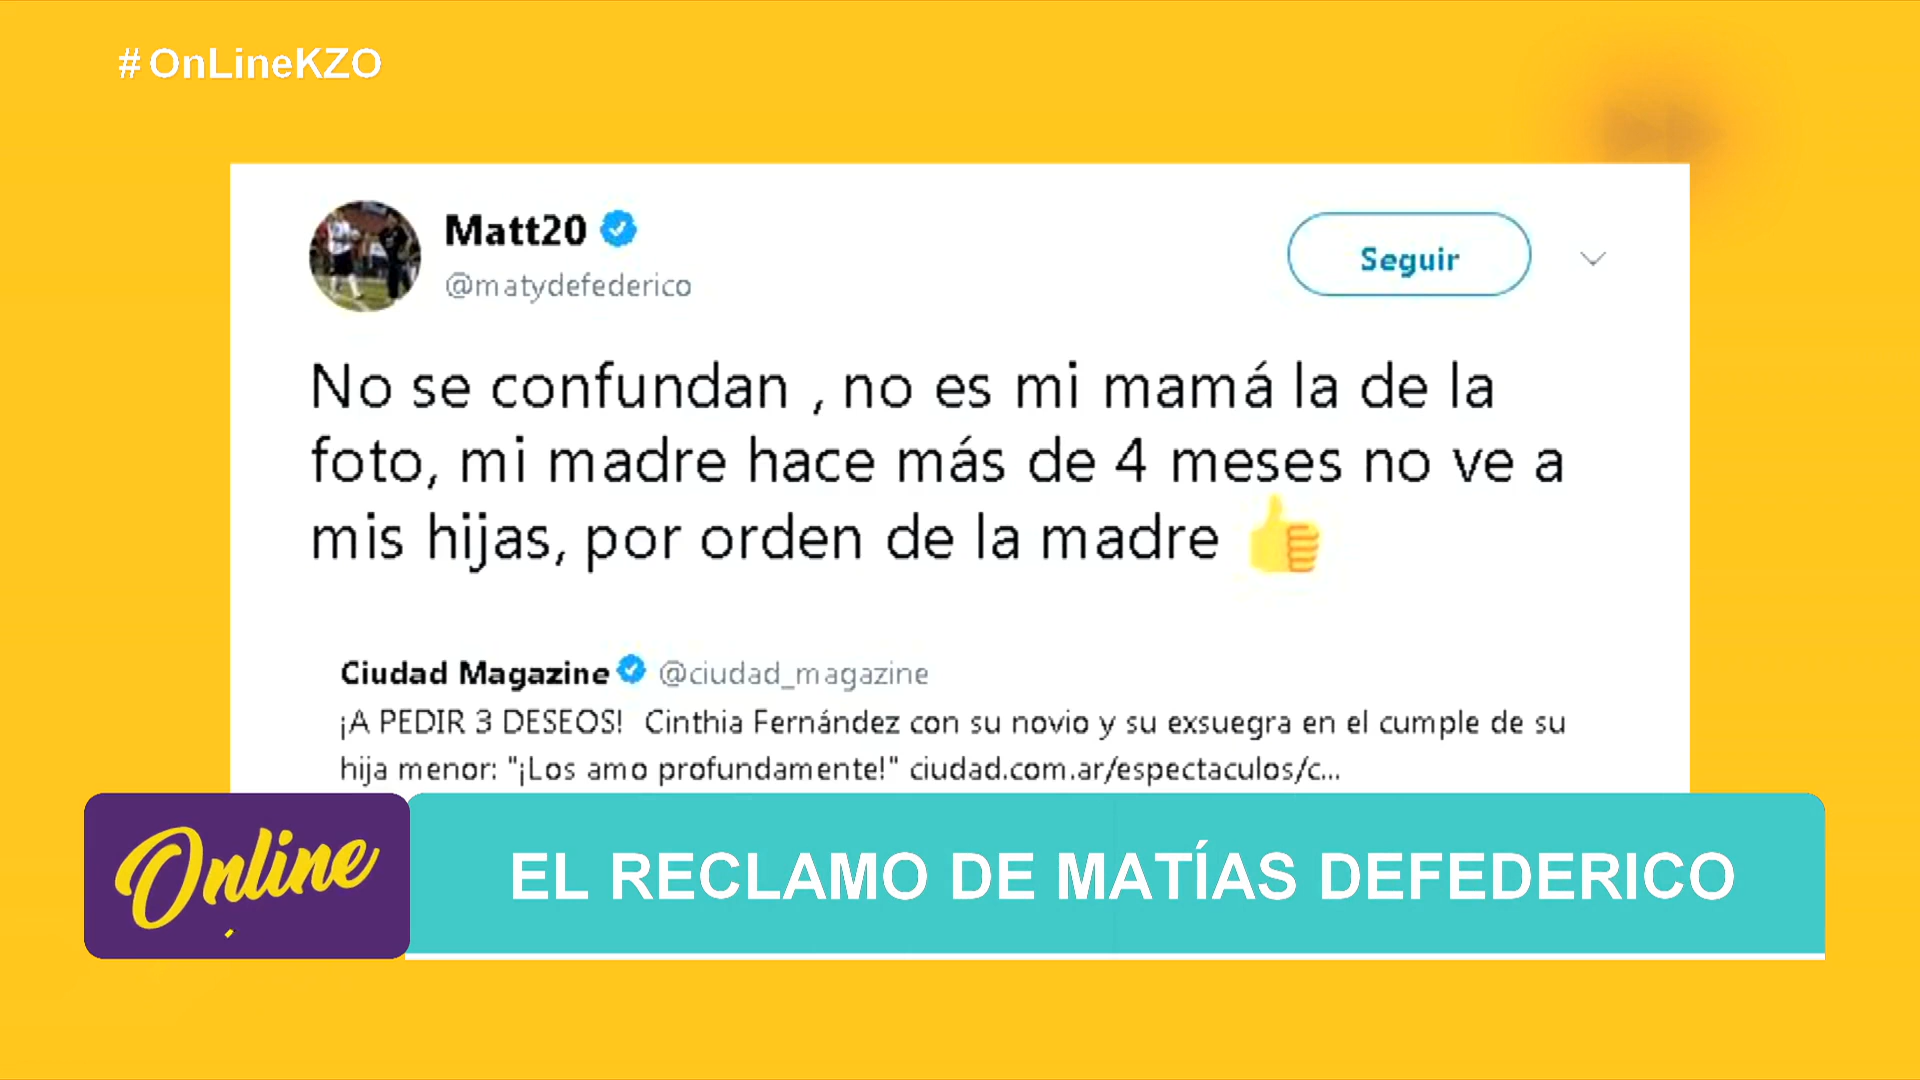 #OnLineKZO
Matt20
@matydefederico
Seguir
No se confundan , no es mi mamá la de la
foto, mi madre hace más de 4 meses no ve a
mis hijas, por orden de la madre 👍
Ciudad Magazine @ciudad_magazine
¡A PEDIR 3 DESEOS! Cinthia Fernández con su novio y su exsuegra en el cumple de su
hija menor: "¡Los amo profundamente!" ciudad.com.ar/espectaculos/c...
Online
EL RECLAMO DE MATÍAS DEFEDERICO